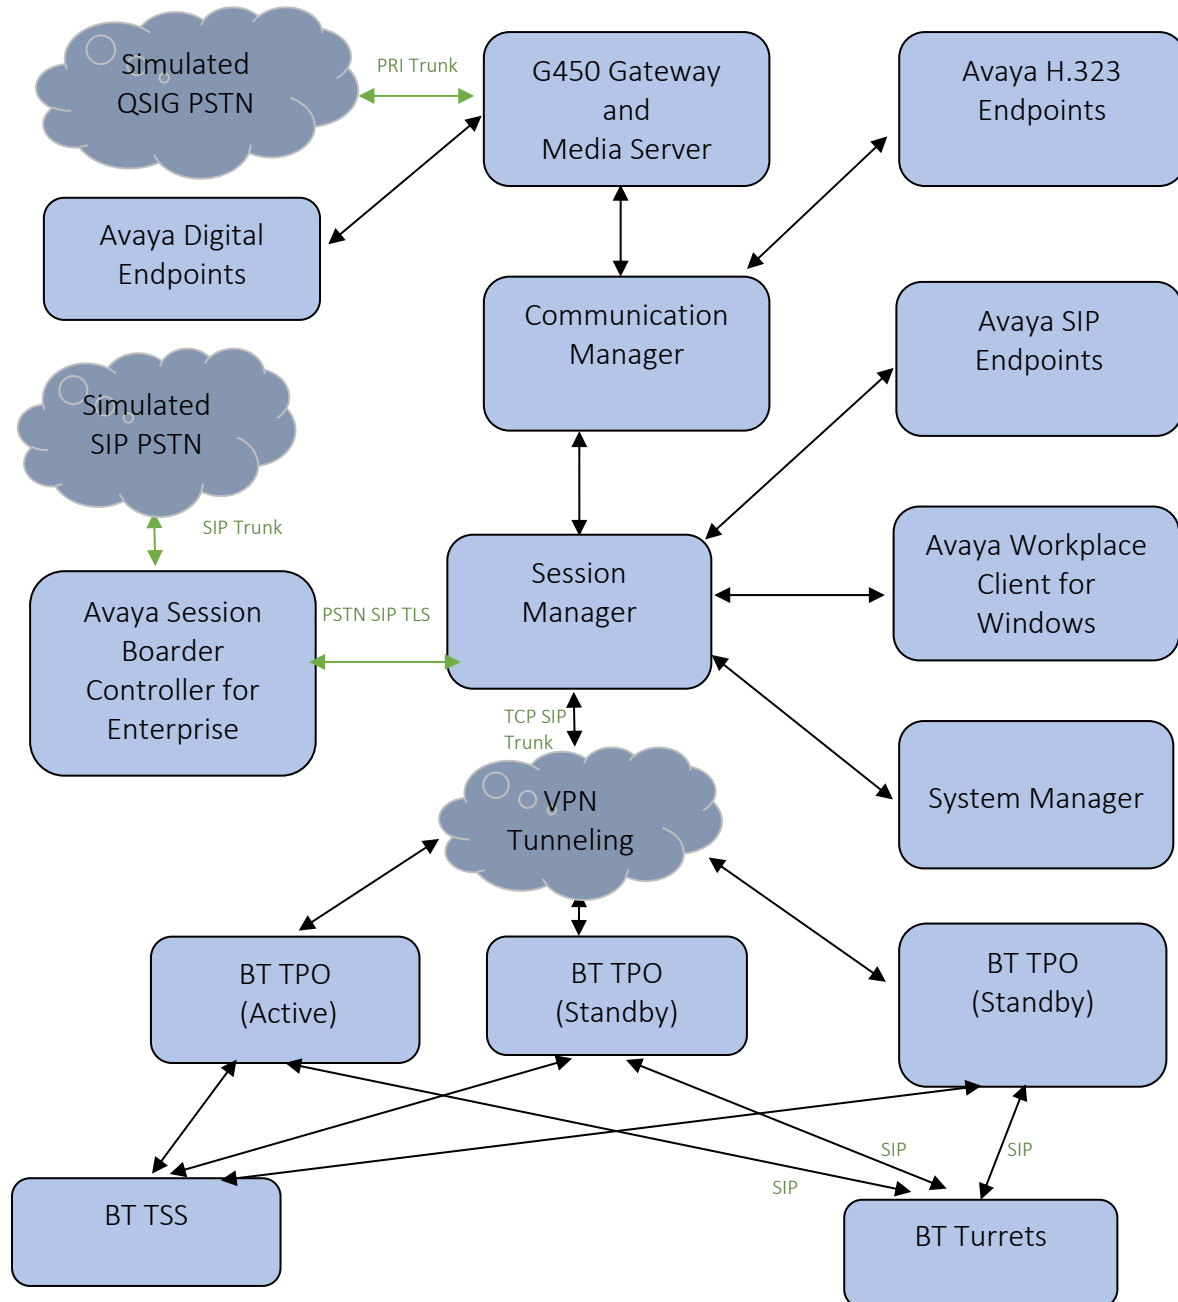 Simulated
QSIG PSTN
PRI Trunk
G450 Gateway
and
Media Server
Avaya H.323
Endpoints
Avaya Digital
Endpoints
Communication
Manager
Avaya SIP
Endpoints
Simulated
SIP PSTN
SIP Trunk
Avaya Session
Boarder
Controller for
Enterprise
PSTN SIP TLS
Session
Manager
Avaya Workplace
Client for
Windows
TCP SIP
Trunk
VPN
Tunneling
System Manager
BT TPO
(Active)
BT TPO
(Standby)
BT TPO
(Standby)
SIP
SIP
SIP
BT TSS
BT Turrets